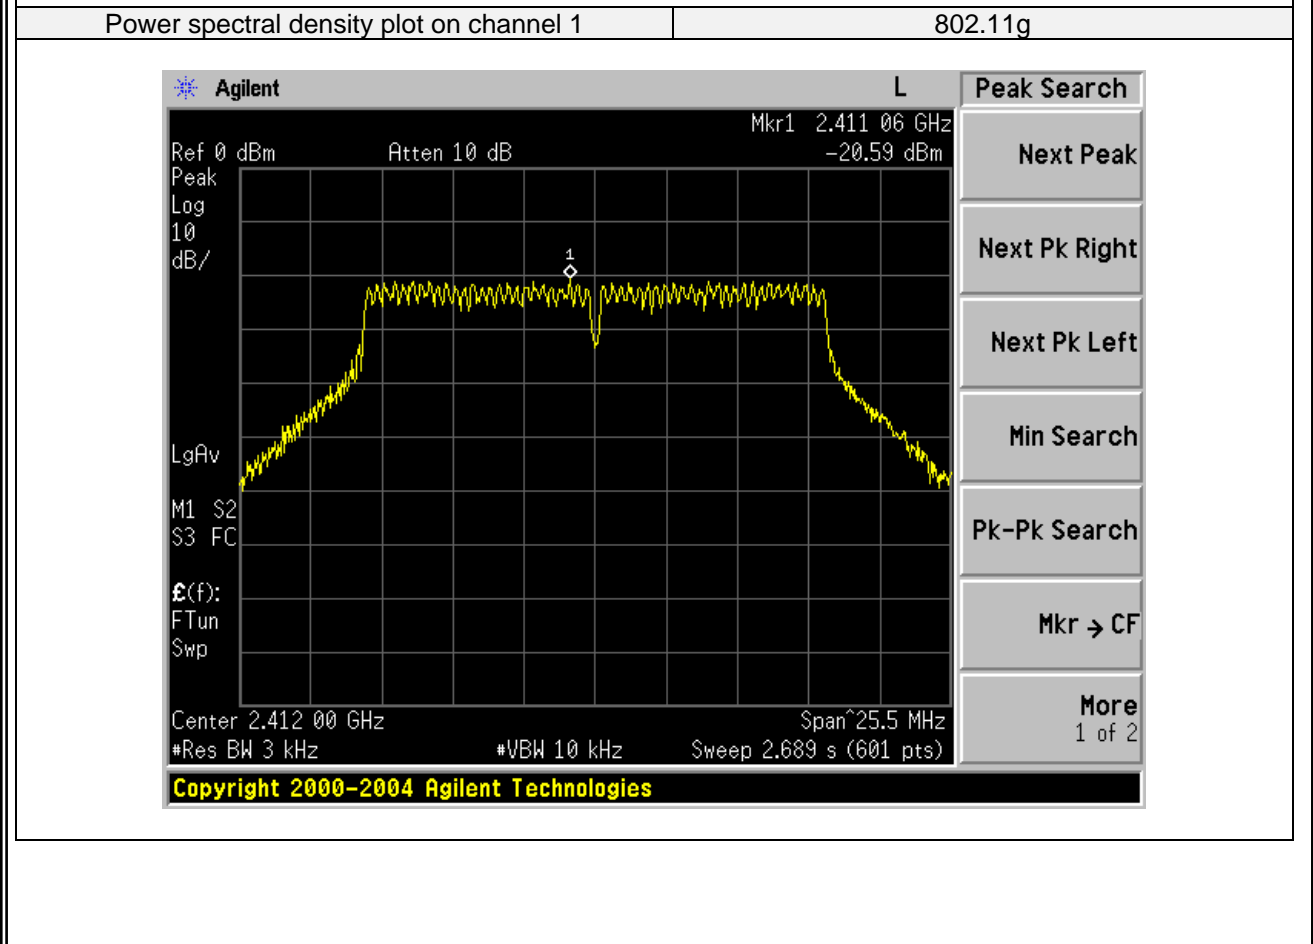 Power spectral density plot on channel 1 802.11g
Agilent L Peak Search
Mkr1 2.411 06 GHz
Ref 0 dBm Atten 10 dB -20.59 dBm
Peak
Log
10
dB/
1
LgAv
M1 S2
S3 FC
£(f):
FTun
Swp
Center 2.412 00 GHz Span^25.5 MHz
#Res BW 3 kHz #VBW 10 kHz Sweep 2.689 s (601 pts)
Copyright 2000-2004 Agilent Technologies
Next Peak
Next Pk Right
Next Pk Left
Min Search
Pk-Pk Search
Mkr → CF
More
1 of 2